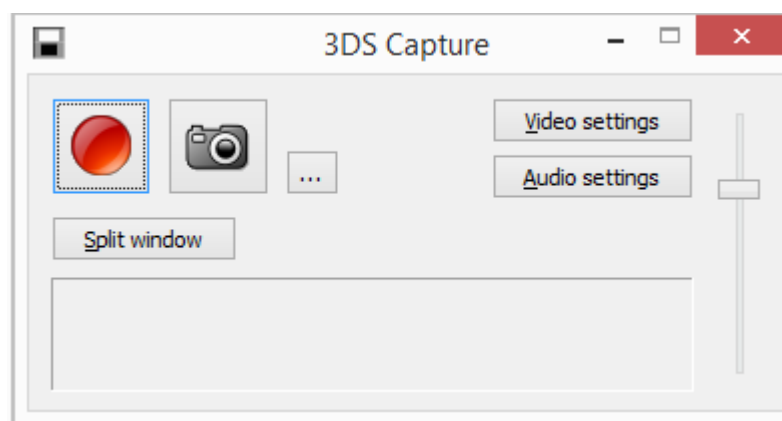 3DS Capture
Video settings
...
Audio settings
Split window